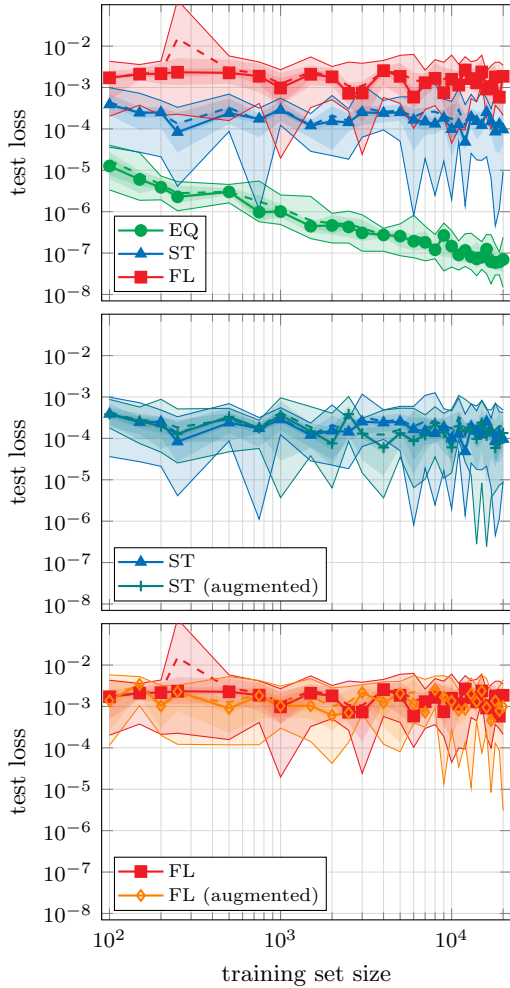 10^−2
10^−3
10^−4
10^−5
10^−6
10^−7
10^−8
test loss
EQ
ST
FL
10^−2
10^−3
10^−4
10^−5
10^−6
10^−7
10^−8
test loss
ST
ST (augmented)
10^−2
10^−3
10^−4
10^−5
10^−6
10^−7
10^−8
test loss
FL
FL (augmented)
10^2
10^3
10^4
training set size